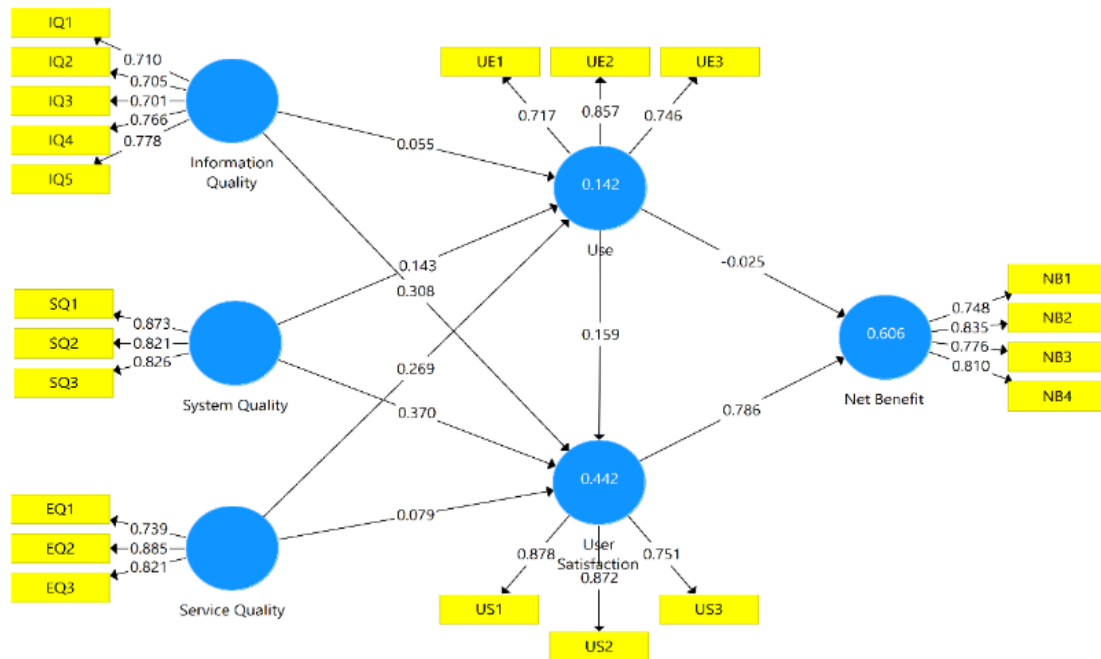 IQ1
IQ2
IQ3
IQ4
IQ5
0.710
0.705
0.701
0.766
0.778
Information
Quality
UE1
UE2
UE3
0.717
0.857
0.746
0.055
0.142
Use
0.143
0.308
-0.025
SQ1
SQ2
SQ3
0.873
0.821
0.826
System Quality
0.269
0.370
0.159
0.606
Net Benefit
NB1
NB2
NB3
NB4
0.748
0.835
0.776
0.810
0.786
EQ1
EQ2
EQ3
0.739
0.885
0.821
Service Quality
0.079
0.442
User
Satisfaction
0.878
0.872
0.751
US1
US2
US3